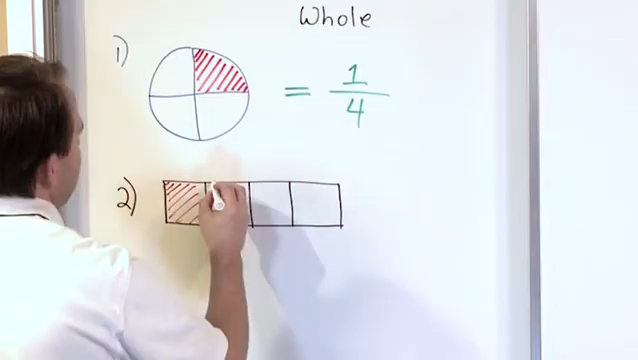 Whole
1) = 1/4
2)